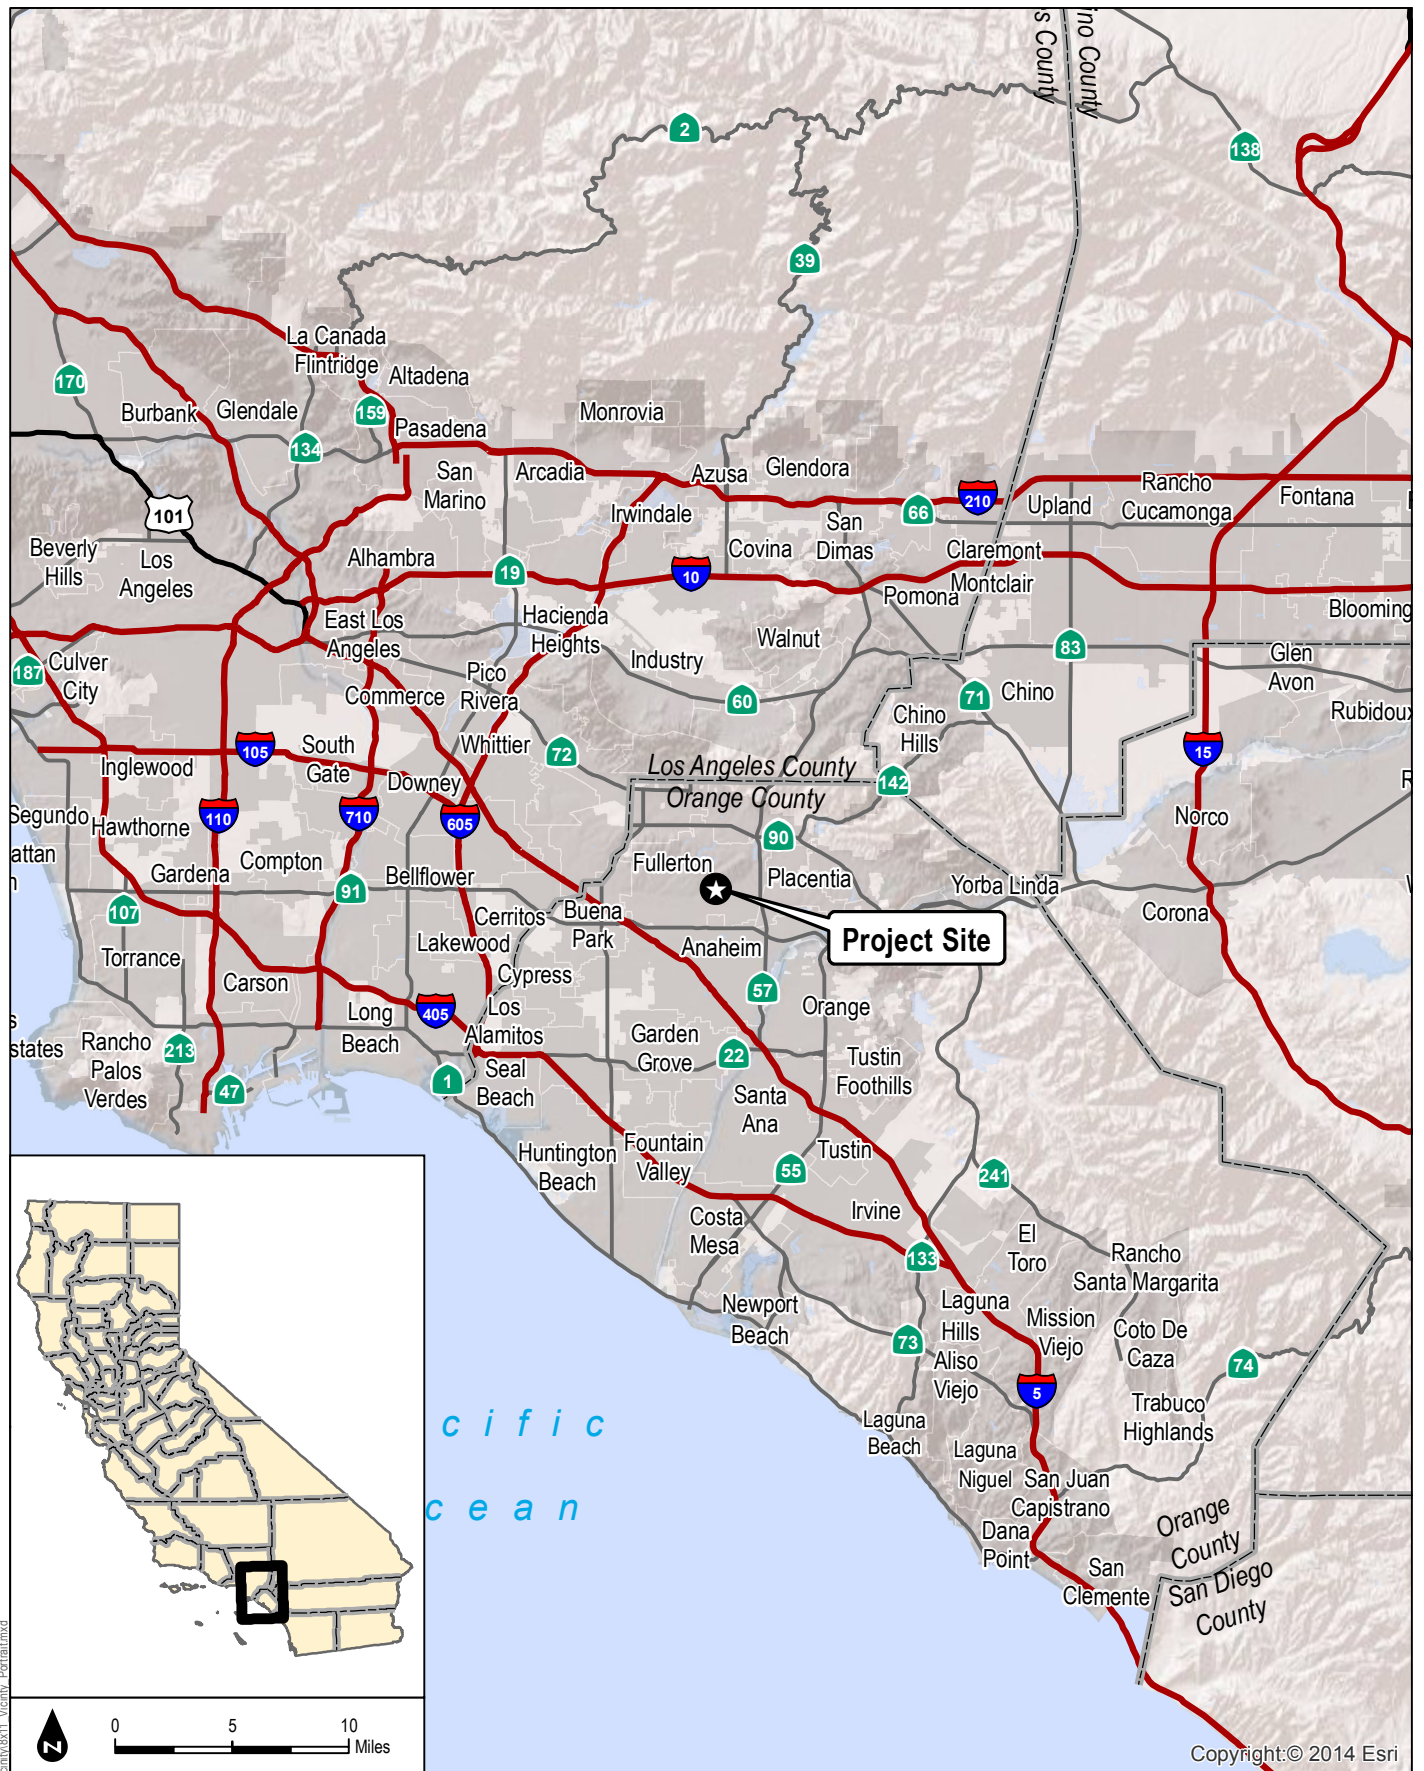 s County
ino County
2
138
39
La Canada
Flintridge
Altadena
170
159
Burbank
Glendale
Monrovia
Pasadena
134
San
Marino
Arcadia
Azusa
Glendora
101
Irwindale
66
210
Upland
Rancho
Cucamonga
Fontana
San
Dimas
Beverly
Hills
Los
Angeles
Alhambra
19
10
Covina
Claremont
Pomona
Montclair
Blooming
East Los
Angeles
Hacienda
Heights
Walnut
83
187
Culver
City
Industry
Glen
Avon
Pico
Rivera
Commerce
60
71
Chino
Rubidoux
Chino
Hills
105
South
Gate
Whittier
72
15
Inglewood
Downey
Los Angeles County
Orange County
142
R
Segundo
Hawthorne
110
710
605
90
Norco
attan
Compton
Fullerton
Gardena
91
Bellflower
Placentia
Yorba Linda
107
Cerritos
Buena
Park
Project Site
Corona
Lakewood
Anaheim
Torrance
Cypress
57
Carson
405
Los
Alamitos
Orange
Long
Beach
s
states
Rancho
Palos
Verdes
213
Garden
Grove
22
Tustin
Foothills
47
1
Seal
Beach
Santa
Ana
Huntington
Beach
Fountain
Valley
55
Tustin
241
Costa
Mesa
Irvine
133
El
Toro
Rancho
Santa Margarita
Newport
Beach
Laguna
Hills
Mission
Viejo
Coto De
Caza
73
Aliso
Viejo
5
74
Trabuco
Highlands
Laguna
Beach
cific
cean
Laguna
Niguel
San Juan
Capistrano
Dana
Point
Orange
County
San
Clemente
San Diego
County
N
0 5 10
Miles
Copyright:© 2014 Esri